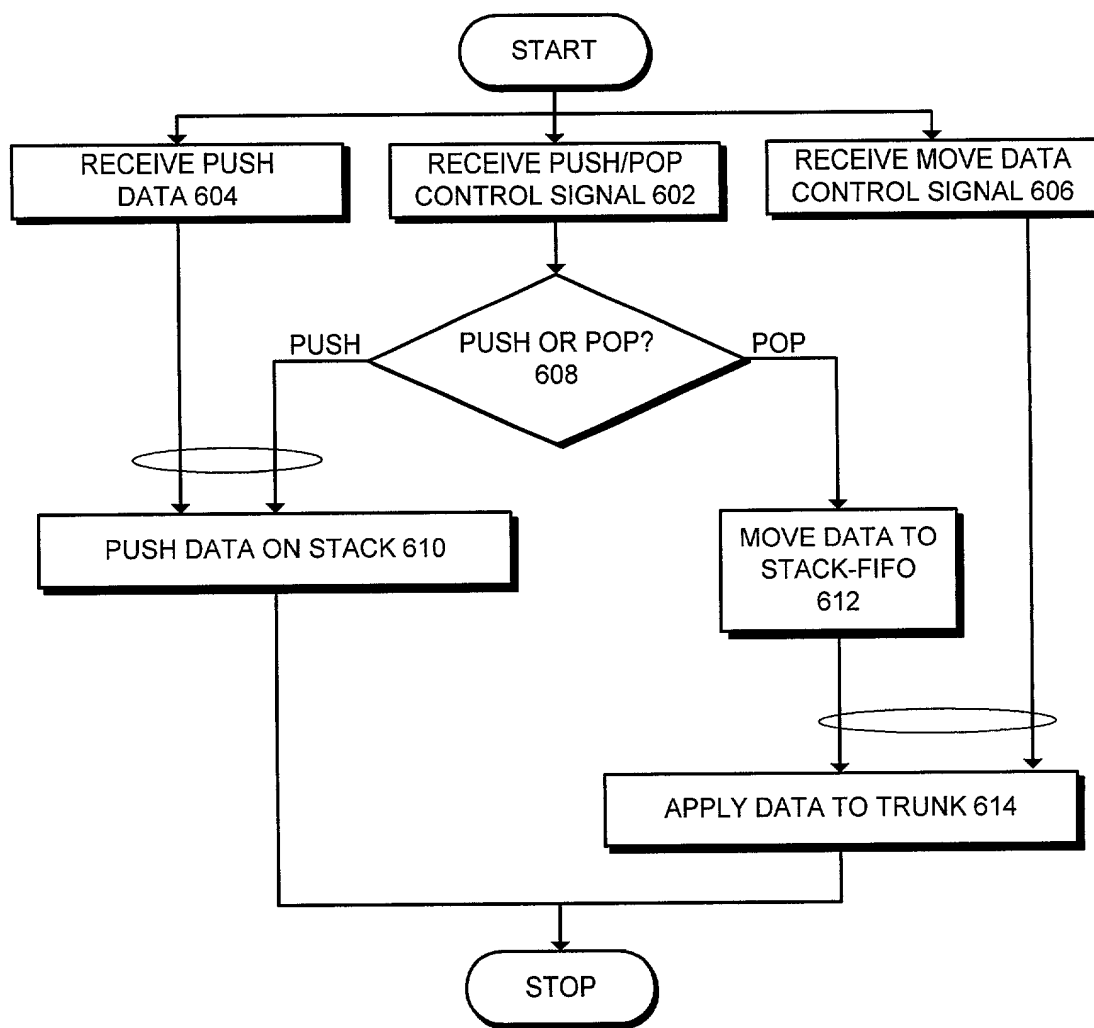 START
RECEIVE PUSH
DATA 604
RECEIVE PUSH/POP
CONTROL SIGNAL 602
RECEIVE MOVE DATA
CONTROL SIGNAL 606
PUSH
PUSH OR POP?
608
POP
PUSH DATA ON STACK 610
MOVE DATA TO
STACK-FIFO
612
APPLY DATA TO TRUNK 614
STOP